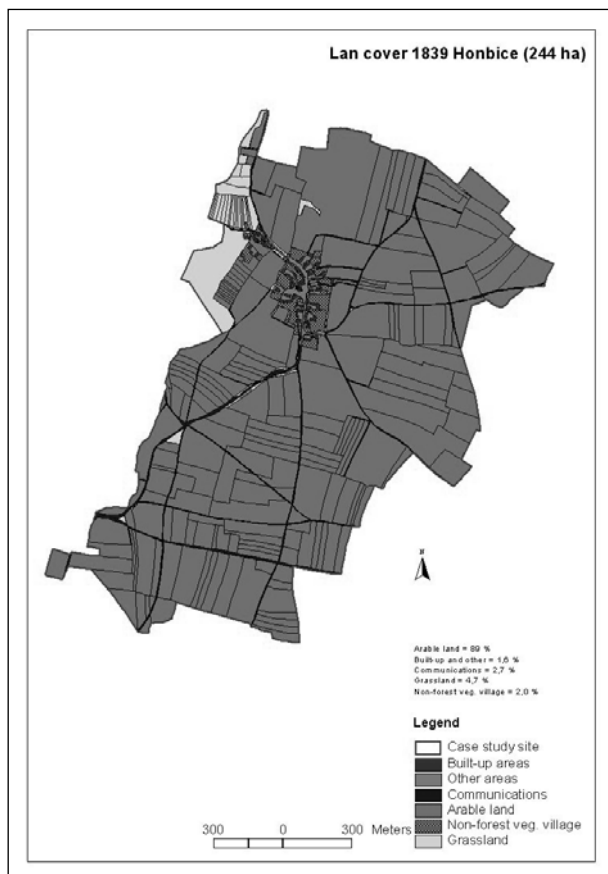 Lan cover 1839 Honbice (244 ha)
N
Arable land = 89 %
Built-up and other = 1,6 %
Communications = 2,7 %
Grassland = 4,7 %
Non-forest veg. village = 2,0 %
Legend
Case study site
Built-up areas
Other areas
Communications
Arable land
Non-forest veg. village
Grassland
300 0 300 Meters